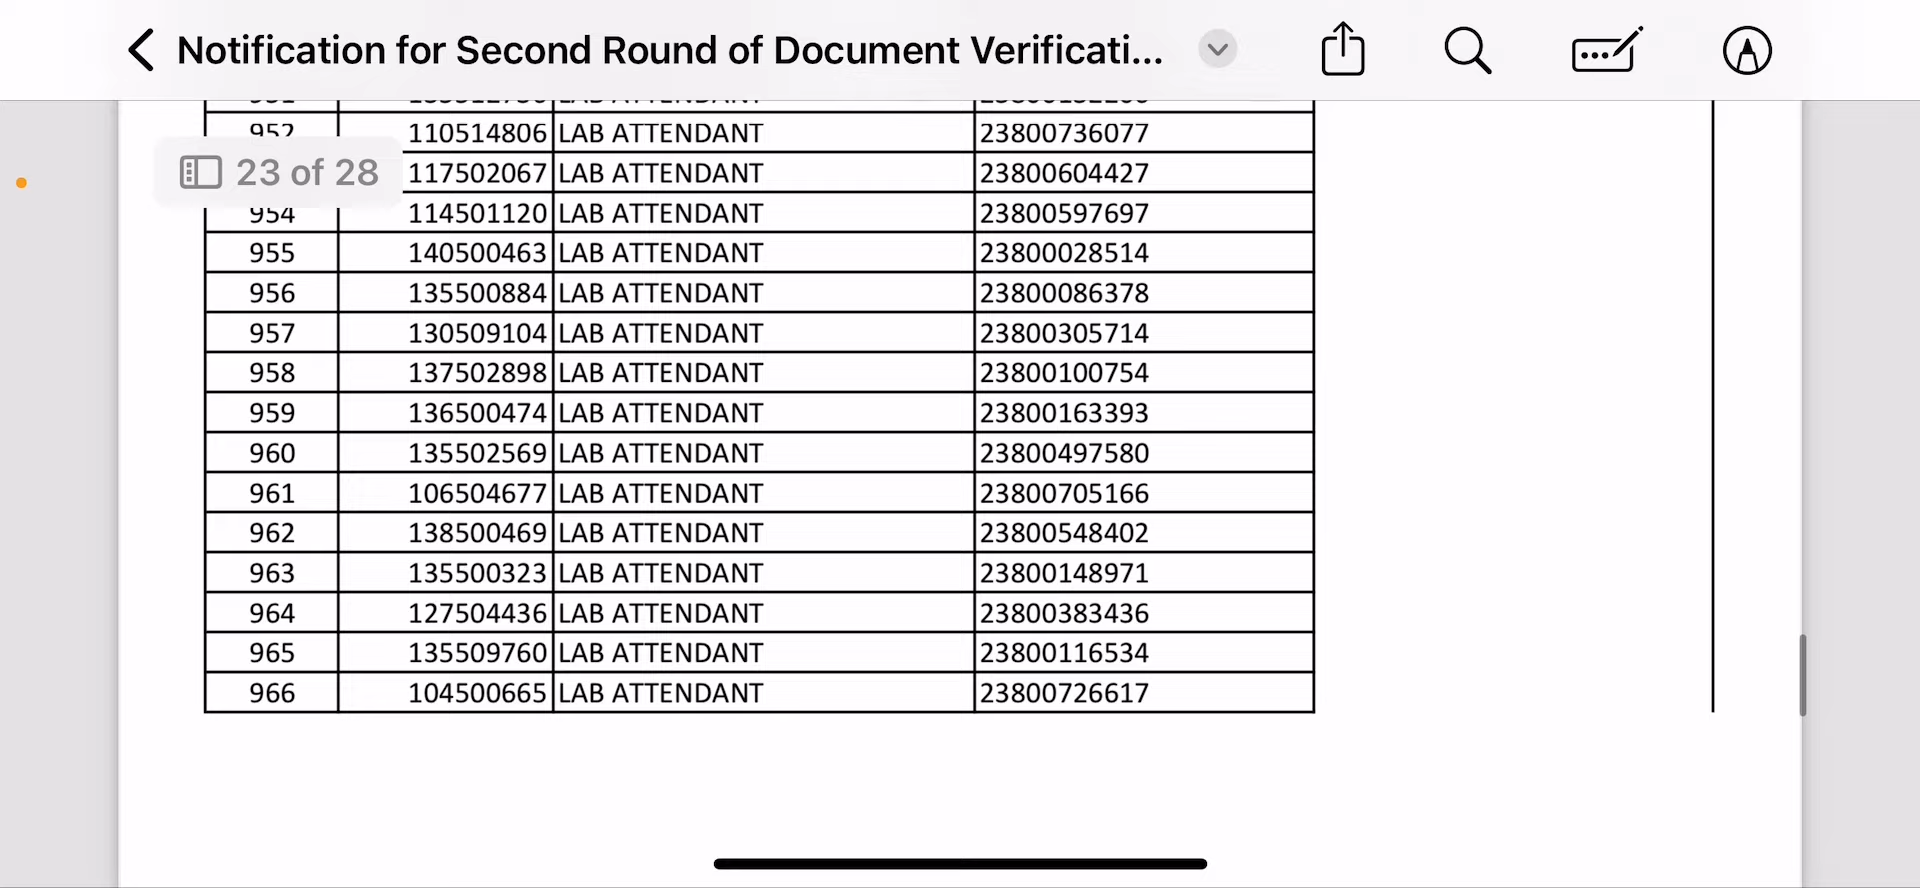 Notification for Second Round of Document Verificati...
952 110514806 LAB ATTENDANT 23800736077
23 of 28
117502067 LAB ATTENDANT 23800604427
954 114501120 LAB ATTENDANT 23800597697
955 140500463 LAB ATTENDANT 23800028514
956 135500884 LAB ATTENDANT 23800086378
957 130509104 LAB ATTENDANT 23800305714
958 137502898 LAB ATTENDANT 23800100754
959 136500474 LAB ATTENDANT 23800163393
960 135502569 LAB ATTENDANT 23800497580
961 106504677 LAB ATTENDANT 23800705166
962 138500469 LAB ATTENDANT 23800548402
963 135500323 LAB ATTENDANT 23800148971
964 127504436 LAB ATTENDANT 23800383436
965 135509760 LAB ATTENDANT 23800116534
966 104500665 LAB ATTENDANT 23800726617